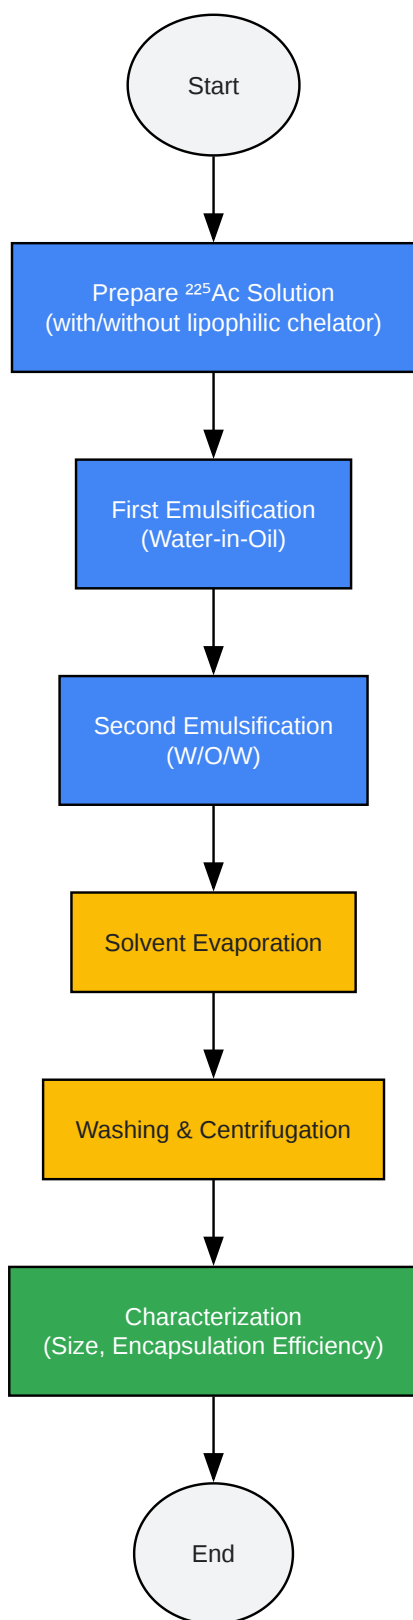 Start
Prepare ²²⁵Ac Solution
(with/without lipophilic chelator)
First Emulsification
(Water-in-Oil)
Second Emulsification
(W/O/W)
Solvent Evaporation
Washing & Centrifugation
Characterization
(Size, Encapsulation Efficiency)
End